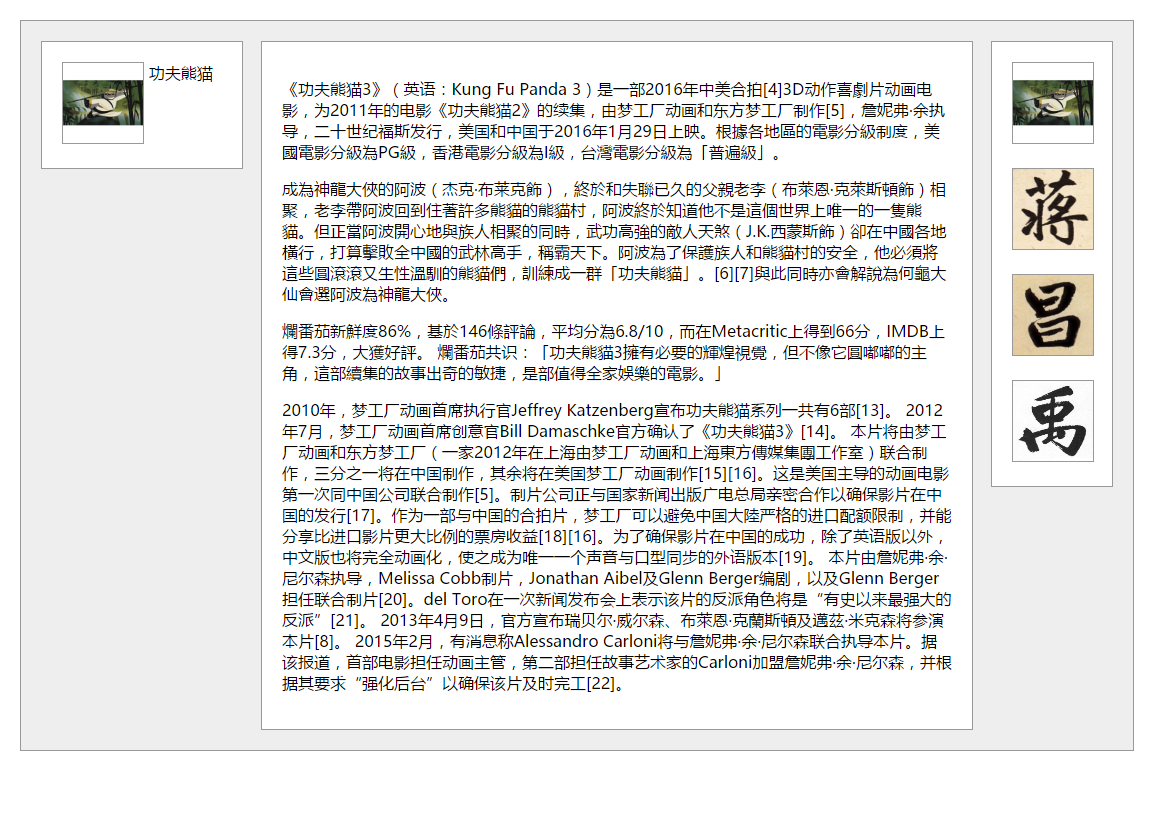 功夫熊猫
《功夫熊猫3》（英语：Kung Fu Panda 3）是一部2016年中美合拍[4]3D动作喜劇片动画电
影，为2011年的电影《功夫熊猫2》的续集，由梦工厂动画和东方梦工厂制作[5]，詹妮弗·余执
导，二十世纪福斯发行，美国和中国于2016年1月29日上映。根據各地區的電影分級制度，美
國電影分級為PG級，香港電影分級為I級，台灣電影分級為「普遍級」。
成為神龍大俠的阿波（杰克·布莱克飾），終於和失聯已久的父親老李（布萊恩·克萊斯頓飾）相
聚，老李帶阿波回到住著許多熊貓的熊貓村，阿波終於知道他不是這個世界上唯一的一隻熊
貓。但正當阿波開心地與族人相聚的同時，武功高強的敵人天煞（J.K.西蒙斯飾）卻在中國各地
橫行，打算擊敗全中國的武林高手，稱霸天下。阿波為了保護族人和熊貓村的安全，他必須將
這些圓滾滾又生性溫馴的熊貓們，訓練成一群「功夫熊貓」。[6][7]與此同時亦會解說為何龜大
仙會選阿波為神龍大俠。
爛番茄新鮮度86%，基於146條評論，平均分為6.8/10，而在Metacritic上得到66分，IMDB上
得7.3分，大獲好評。 爛番茄共识：「功夫熊貓3擁有必要的輝煌視覺，但不像它圓嘟嘟的主
角，這部續集的故事出奇的敏捷，是部值得全家娛樂的電影。」
2010年，梦工厂动画首席执行官Jeffrey Katzenberg宣布功夫熊猫系列一共有6部[13]。 2012
年7月，梦工厂动画首席创意官Bill Damaschke官方确认了《功夫熊猫3》[14]。 本片将由梦工
厂动画和东方梦工厂（一家2012年在上海由梦工厂动画和上海東方傳媒集團工作室）联合制
作，三分之一将在中国制作，其余将在美国梦工厂动画制作[15][16]。这是美国主导的动画电影
第一次同中国公司联合制作[5]。制片公司正与国家新闻出版广电总局亲密合作以确保影片在中
国的发行[17]。作为一部与中国的合拍片，梦工厂可以避免中国大陸严格的进口配额限制，并能
分享比进口影片更大比例的票房收益[18][16]。为了确保影片在中国的成功，除了英语版以外，
中文版也将完全动画化，使之成为唯一一个声音与口型同步的外语版本[19]。 本片由詹妮弗·余·
尼尔森执导，Melissa Cobb制片，Jonathan Aibel及Glenn Berger编剧，以及Glenn Berger
担任联合制片[20]。del Toro在一次新闻发布会上表示该片的反派角色将是“有史以来最强大的
反派”[21]。 2013年4月9日，官方宣布瑞贝尔·威尔森、布萊恩·克蘭斯頓及邁茲·米克森将参演
本片[8]。 2015年2月，有消息称Alessandro Carloni将与詹妮弗·余·尼尔森联合执导本片。据
该报道，首部电影担任动画主管，第二部担任故事艺术家的Carloni加盟詹妮弗·余·尼尔森，并根
据其要求“强化后台”以确保该片及时完工[22]。
蔣
昌
禹